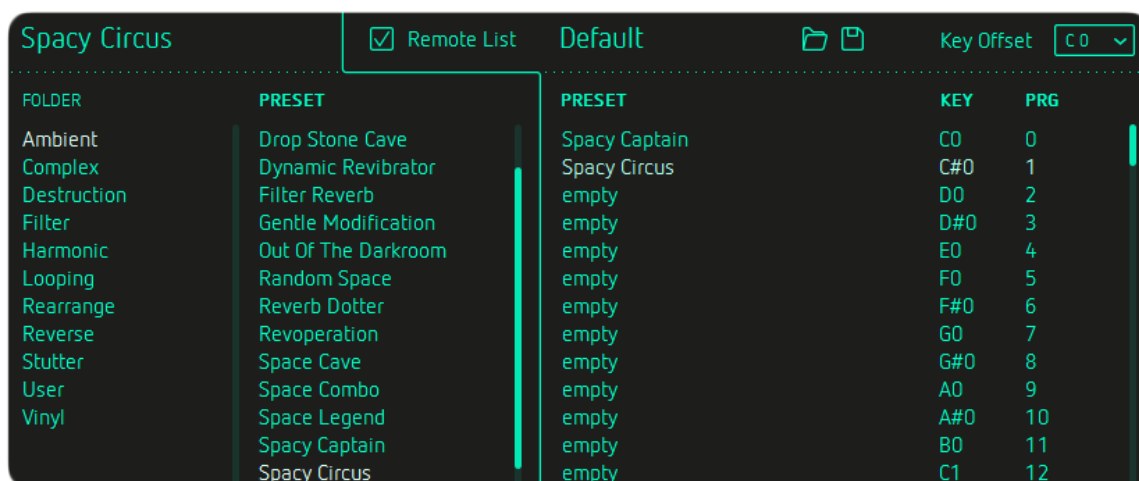 Spacy Circus
Remote List
Default
Key Offset
C 0
FOLDER
Ambient
Complex
Destruction
Filter
Harmonic
Looping
Rearrange
Reverse
Stutter
User
Vinyl
PRESET
Drop Stone Cave
Dynamic Revibrator
Filter Reverb
Gentle Modification
Out Of The Darkroom
Random Space
Reverb Dotter
Revoperation
Space Cave
Space Combo
Space Legend
Spacy Captain
Spacy Circus
PRESET KEY PRG
Spacy Captain C0 0
Spacy Circus C#0 1
empty D0 2
empty D#0 3
empty E0 4
empty F0 5
empty F#0 6
empty G0 7
empty G#0 8
empty A0 9
empty A#0 10
empty B0 11
empty C1 12